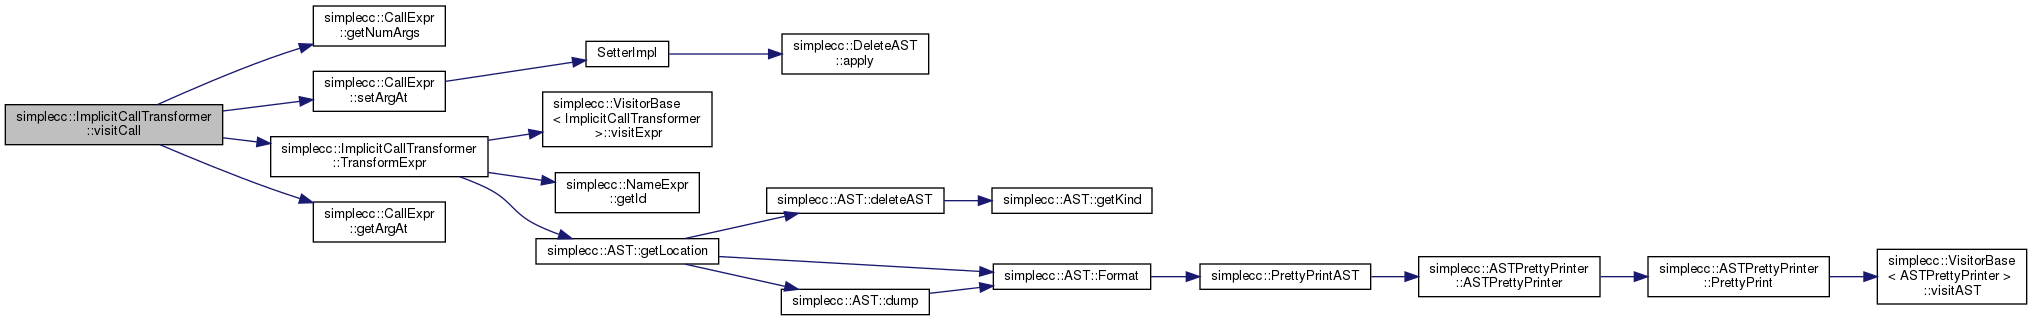 simplecc::ImplicitCallTransformer
::visitCall
simplecc::CallExpr
::getNumArgs
simplecc::CallExpr
::setArgAt
SetterImpl
simplecc::DeleteAST
::apply
simplecc::ImplicitCallTransformer
::TransformExpr
simplecc::VisitorBase
< ImplicitCallTransformer
>::visitExpr
simplecc::NameExpr
::getId
simplecc::AST::getLocation
simplecc::AST::deleteAST
simplecc::AST::getKind
simplecc::AST::Format
simplecc::PrettyPrintAST
simplecc::ASTPrettyPrinter
::ASTPrettyPrinter
simplecc::ASTPrettyPrinter
::PrettyPrint
simplecc::VisitorBase
< ASTPrettyPrinter >
::visitAST
simplecc::AST::dump
simplecc::CallExpr
::getArgAt